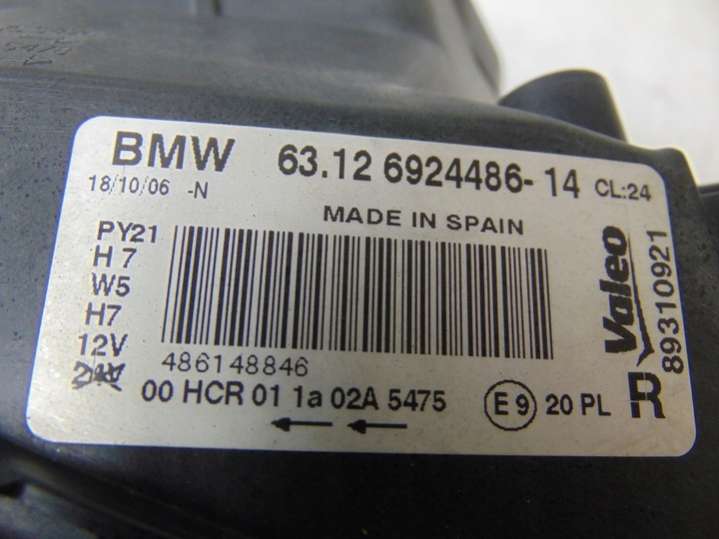 BMW 63.12 6924486-14 CL:24
18/10/06 -N
MADE IN SPAIN
PY21
H7
W5
H7
12V
486148846
00 HCR 01 1a 02A 5475 E9 20 PL
Valeo
R 89310921